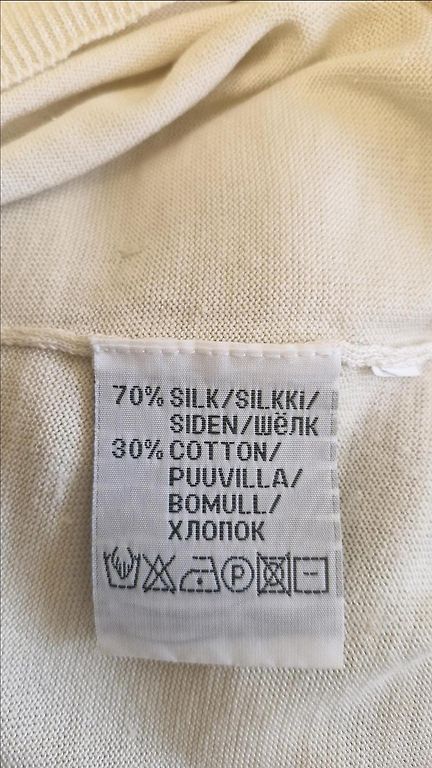 70% SILK/SILKKI/
SIDEN/ШЁЛК
30% COTTON/
PUUVILLA/
BOMULL/
ХЛОПОК
P